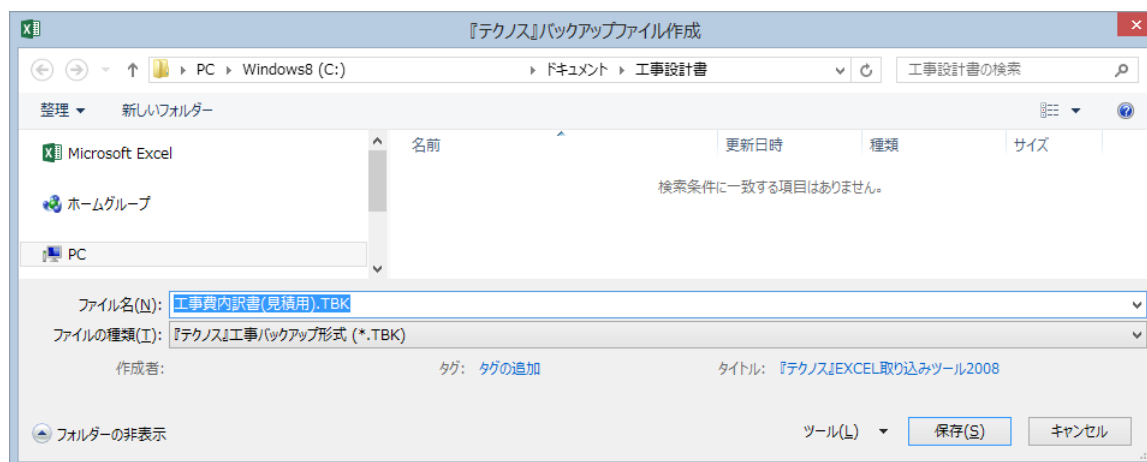 『テクノス』バックアップファイル作成
PC Windows8 (C:) ドキュメント 工事設計書 工事設計書の検索
整理 新しいフォルダー
名前 更新日時 種類 サイズ
Microsoft Excel
検索条件に一致する項目はありません。
ホームグループ
PC
ファイル名(N): 工事費内訳書(見積用).TBK
ファイルの種類(T): 『テクノス』工事バックアップ形式 (*.TBK)
作成者: タグ: タグの追加 タイトル: 『テクノス』EXCEL取り込みツール2008
フォルダーの非表示 ツール(L) 保存(S) キャンセル